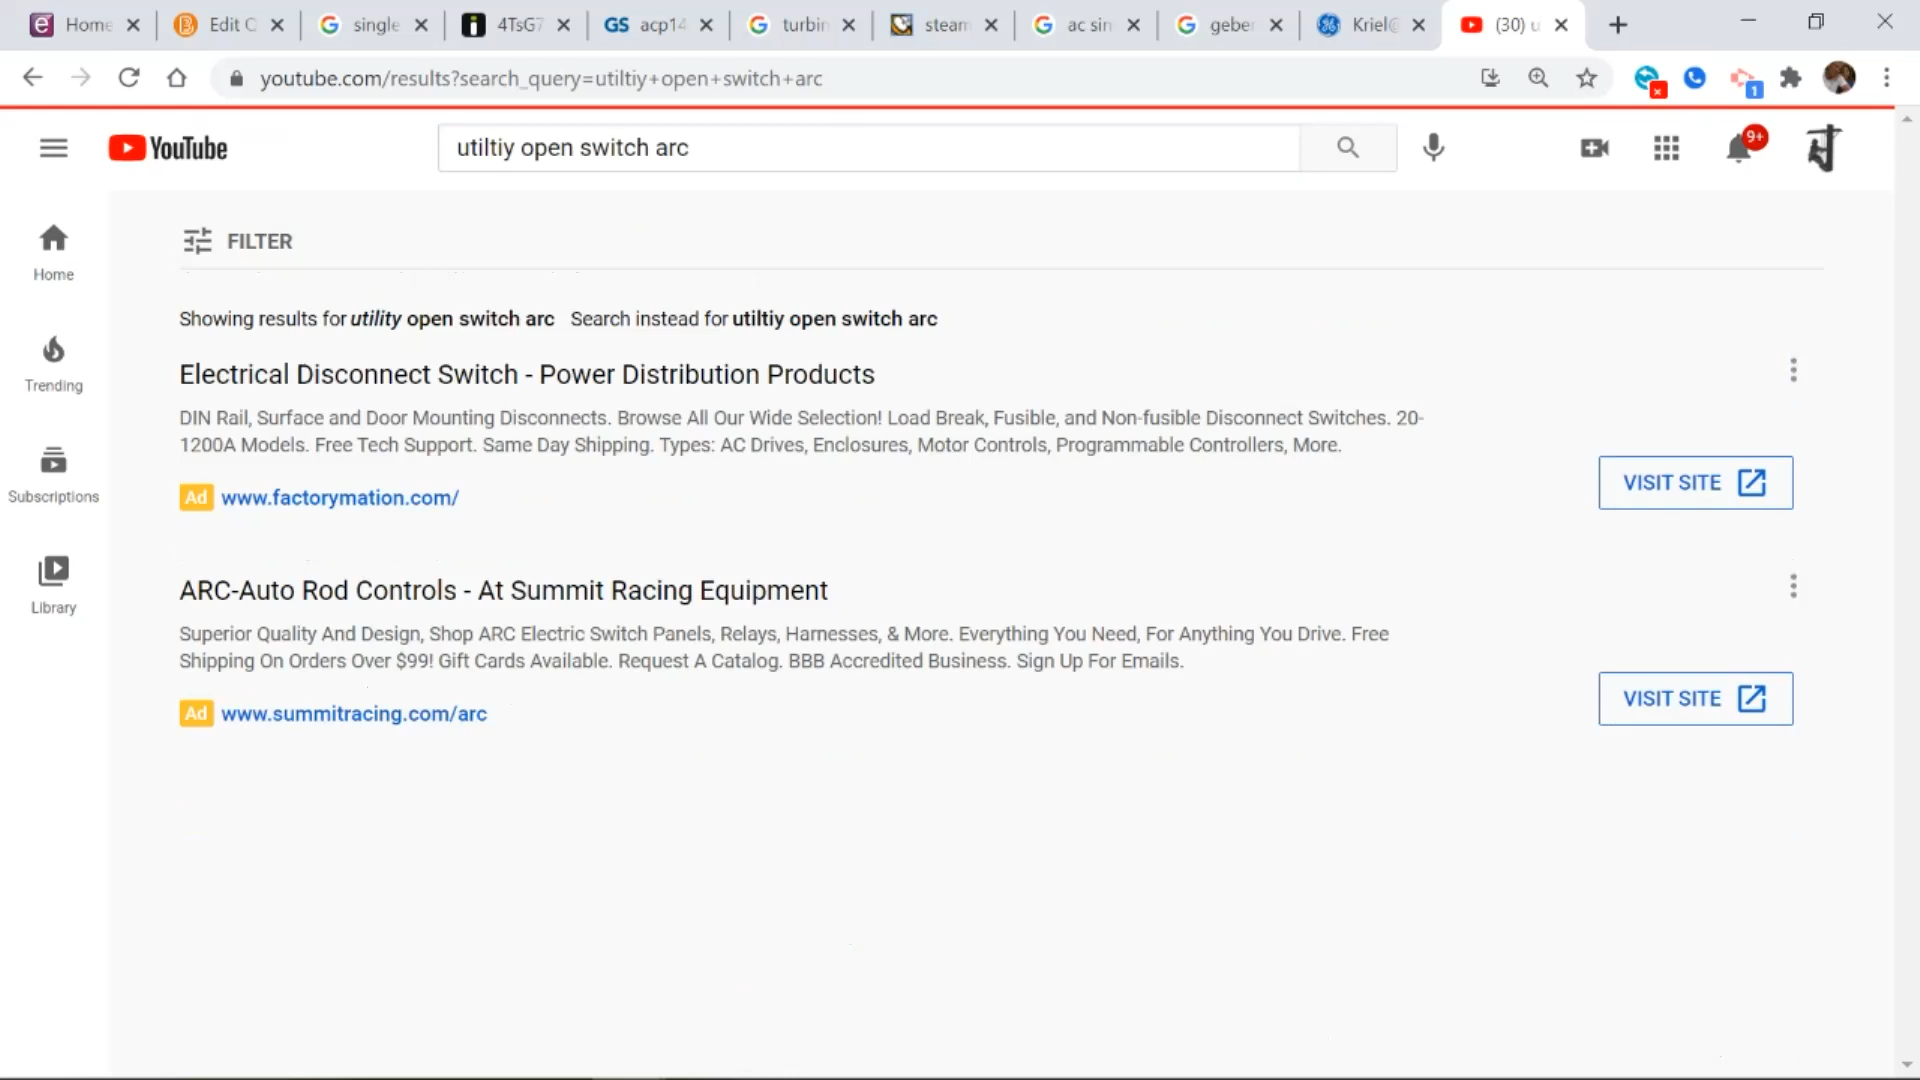 Home
Edit C
single
4TsG7
GS acp14
turbin
steam
ac sin
geber
Kriel@
(30) u
youtube.com/results?search_query=utiltiy+open+switch+arc
1
YouTube
utiltiy open switch arc
9+
FILTER
Home
Trending
Subscriptions
Library
Showing results for utility open switch arc Search instead for utiltiy open switch arc
Electrical Disconnect Switch - Power Distribution Products
DIN Rail, Surface and Door Mounting Disconnects. Browse All Our Wide Selection! Load Break, Fusible, and Non-fusible Disconnect Switches. 20-
1200A Models. Free Tech Support. Same Day Shipping. Types: AC Drives, Enclosures, Motor Controls, Programmable Controllers, More.
VISIT SITE
Ad www.factorymation.com/
ARC-Auto Rod Controls - At Summit Racing Equipment
Superior Quality And Design, Shop ARC Electric Switch Panels, Relays, Harnesses, & More. Everything You Need, For Anything You Drive. Free
Shipping On Orders Over $99! Gift Cards Available. Request A Catalog. BBB Accredited Business. Sign Up For Emails.
VISIT SITE
Ad www.summitracing.com/arc